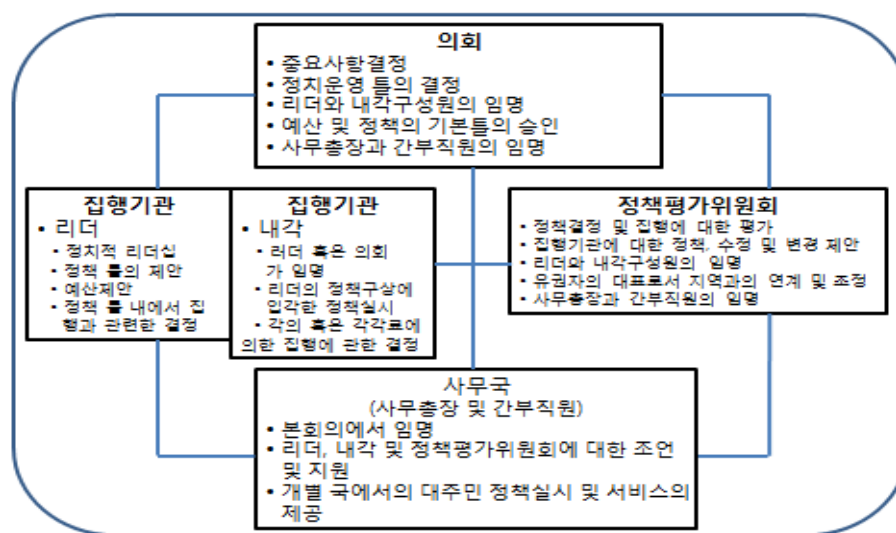 의회
• 중요사항결정
• 정치운영 틀의 결정
• 리더와 내각구성원의 임명
• 예산 및 정책의 기본틀의 승인
• 사무총장과 간부직원의 임명
집행기관
• 리더
• 정치적 리더십
• 정책 틀의 제안
• 예산제안
• 정책 틀 내에서 집
행과 관련한 결정
집행기관
• 내각
• 러더 혹은 의회
가 임명
• 리더의 정책구상에
입각한 정책실시
• 각의 혹은 각각료에
의한 집행에 관한 결정
정책평가위원회
• 정책결정 및 집행에 대한 평가
• 집행기관에 대한 정책, 수정 및 변경 제안
• 리더와 내각구성원의 임명
• 유권자의 대표로서 지역과의 연계 및 조정
• 사무총장과 간부직원의 임명
사무국
(사무총장 및 간부직원)
• 본회의에서 임명
• 리더, 내각 및 정책평가위원회에 대한 조언
및 지원
• 개별 국에서의 대주민 정책실시 및 서비스의
제공